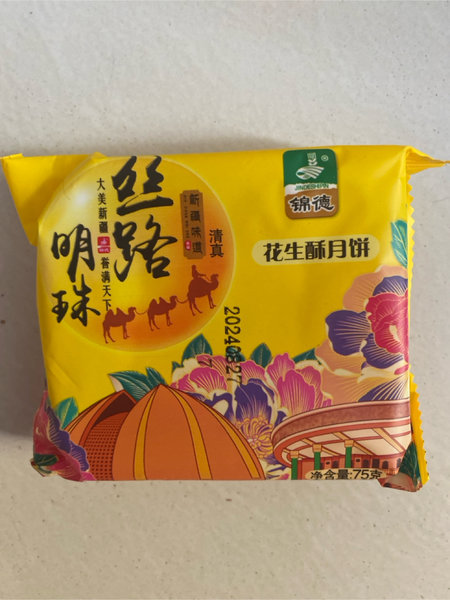 丝路
明珠
大美新疆 誉满天下
新疆味道
清真
JINDESHIPIN
锦德
®
花生酥月饼
20240827
净含量:75克